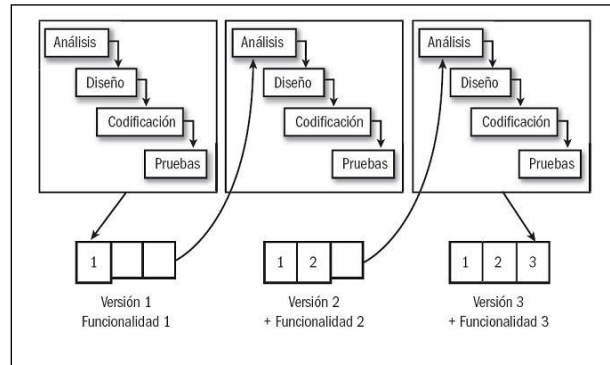 Análisis
Diseño
Codificación
Pruebas
Análisis
Diseño
Codificación
Pruebas
Análisis
Diseño
Codificación
Pruebas
1
Versión 1
Funcionalidad 1
1 2
Versión 2
+ Funcionalidad 2
1 2 3
Versión 3
+ Funcionalidad 3